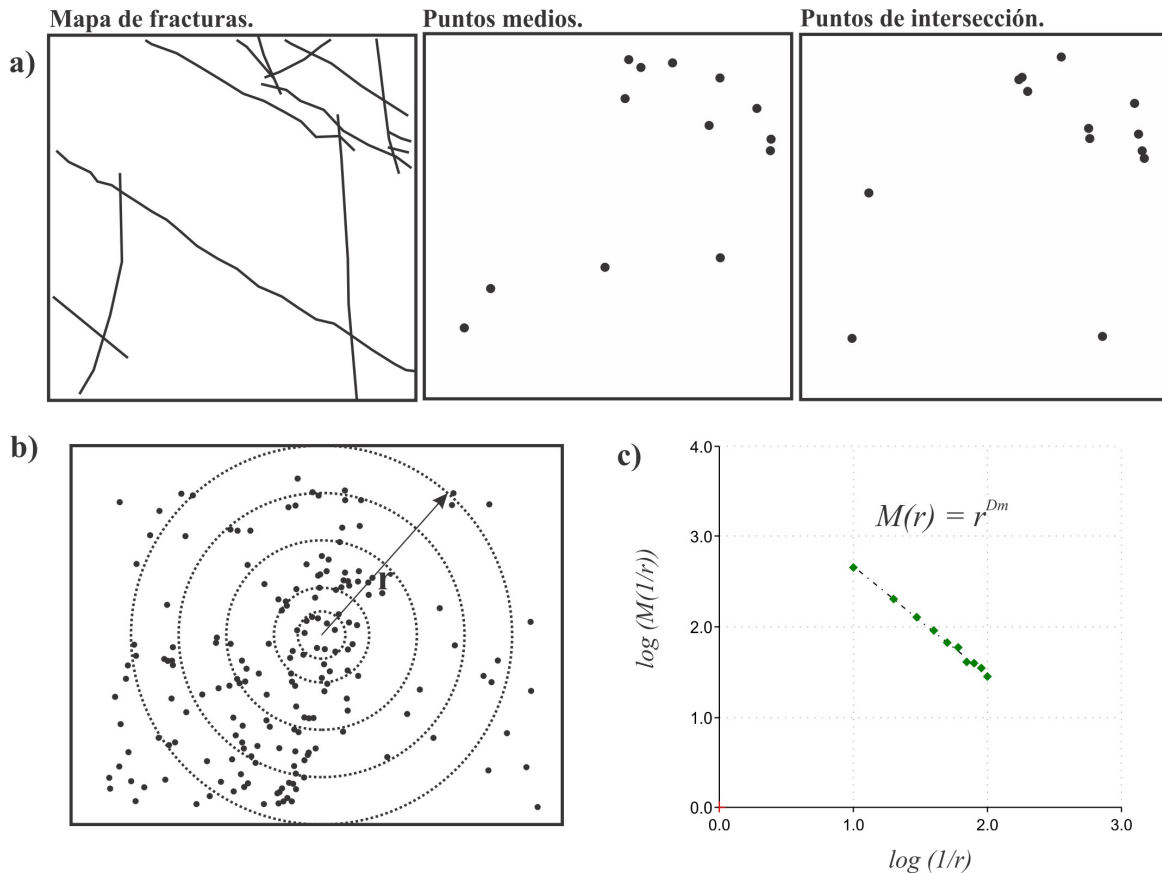 Mapa de fracturas.
Puntos medios.
Puntos de intersección.
a)
b)
r
c)
4.0
3.0
2.0
1.0
0.0
M(r) = r^Dm
log (M(1/r))
0.0
1.0
2.0
3.0
log (1/r)